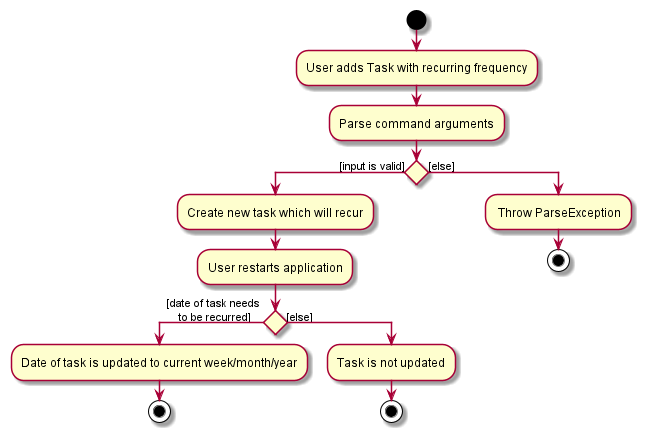 User adds Task with recurring frequency
Parse command arguments
[input is valid]
[else]
Create new task which will recur
Throw ParseException
User restarts application
[date of task needs
to be recurred]
[else]
Date of task is updated to current week/month/year
Task is not updated